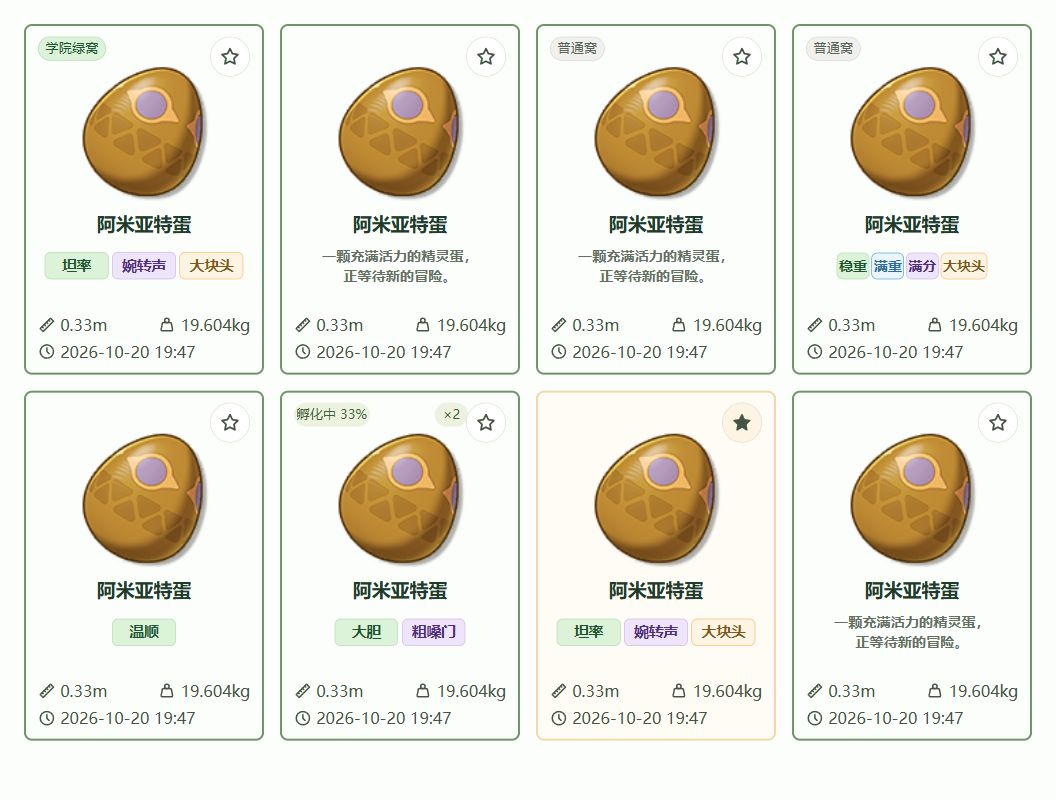 学院绿窝
阿米亚特蛋
坦率 婉转声 大块头
0.33m 19.604kg
2026-10-20 19:47
阿米亚特蛋
一颗充满活力的精灵蛋，
正等待新的冒险。
0.33m 19.604kg
2026-10-20 19:47
普通窝
阿米亚特蛋
一颗充满活力的精灵蛋，
正等待新的冒险。
0.33m 19.604kg
2026-10-20 19:47
普通窝
阿米亚特蛋
稳重 满重 满分 大块头
0.33m 19.604kg
2026-10-20 19:47
阿米亚特蛋
温顺
0.33m 19.604kg
2026-10-20 19:47
孵化中 33% ×2
阿米亚特蛋
大胆 粗嗓门
0.33m 19.604kg
2026-10-20 19:47
阿米亚特蛋
坦率 婉转声 大块头
0.33m 19.604kg
2026-10-20 19:47
阿米亚特蛋
一颗充满活力的精灵蛋，
正等待新的冒险。
0.33m 19.604kg
2026-10-20 19:47